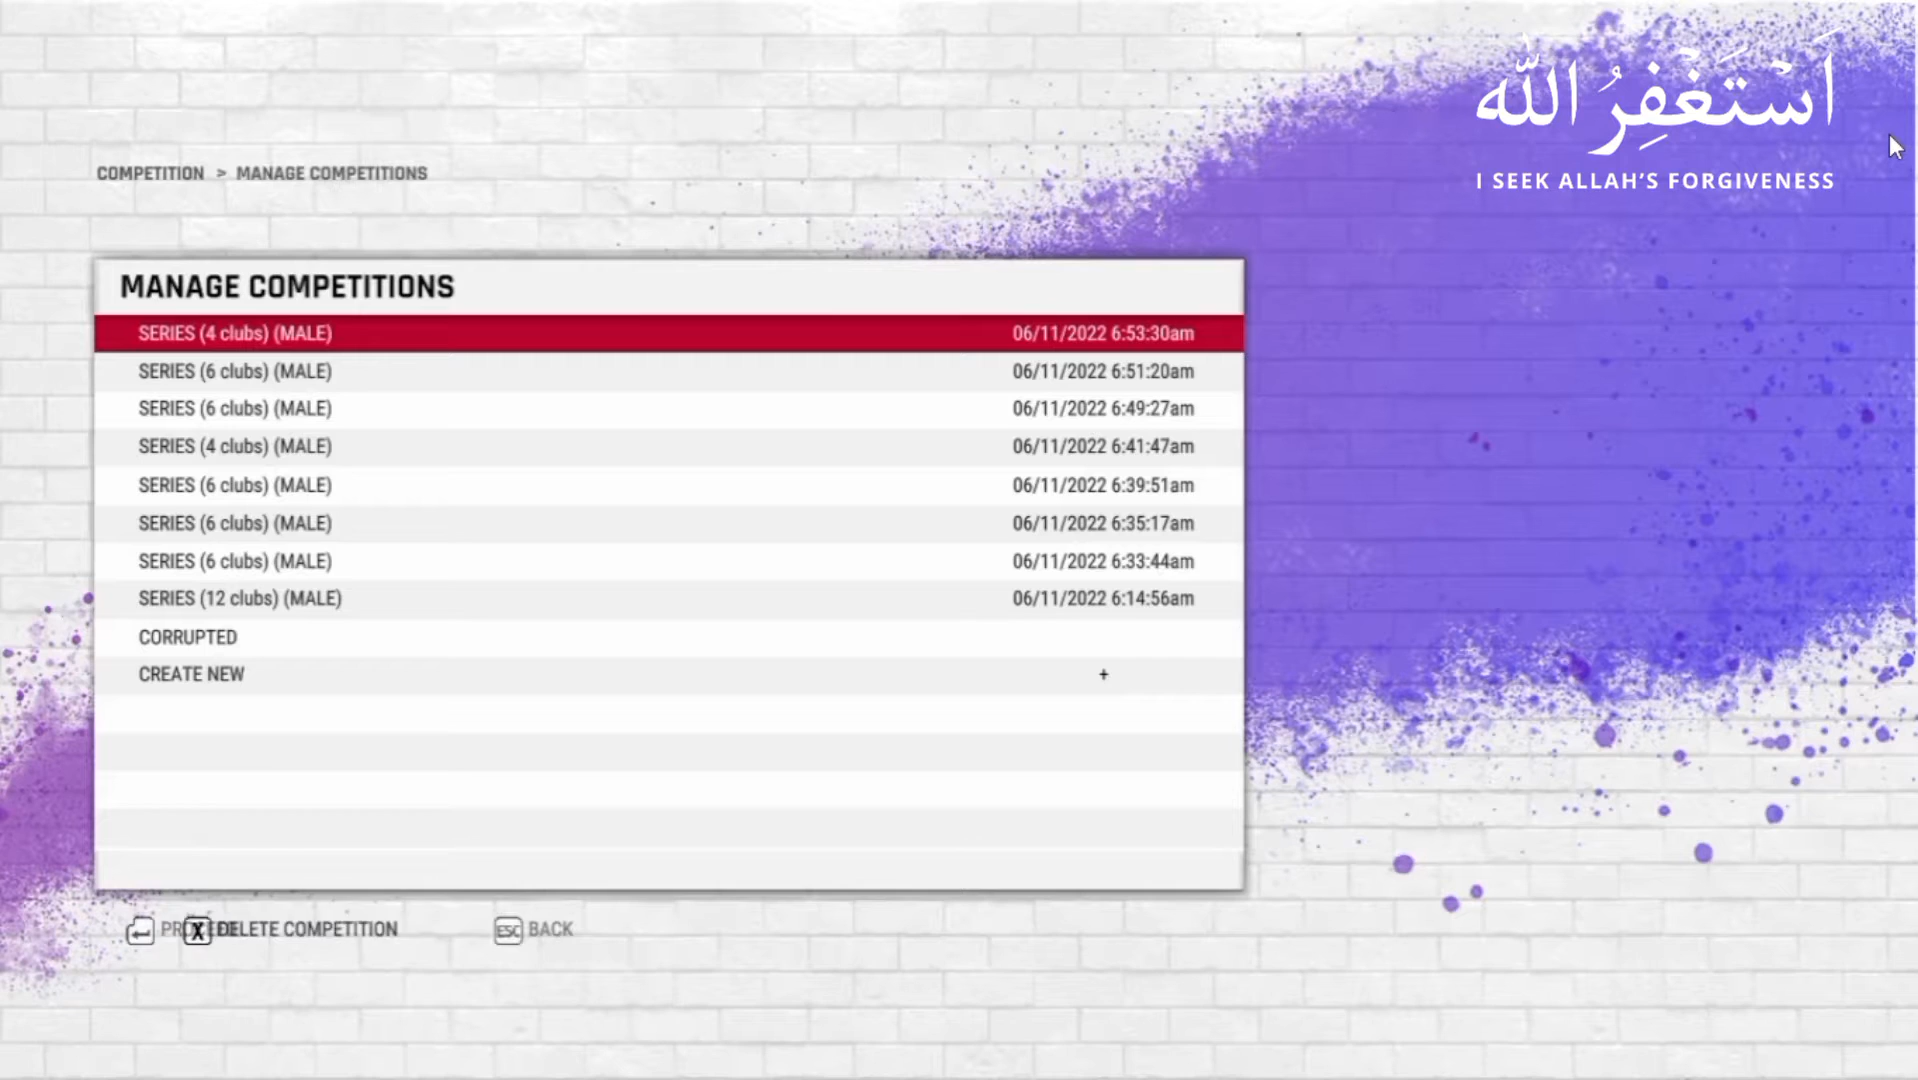 أَسْتَغْفِرُ اللّٰه
I SEEK ALLAH’S FORGIVENESS
COMPETITION > MANAGE COMPETITIONS
MANAGE COMPETITIONS
SERIES (4 clubs) (MALE) 06/11/2022 6:53:30am
SERIES (6 clubs) (MALE) 06/11/2022 6:51:20am
SERIES (6 clubs) (MALE) 06/11/2022 6:49:27am
SERIES (4 clubs) (MALE) 06/11/2022 6:41:47am
SERIES (6 clubs) (MALE) 06/11/2022 6:39:51am
SERIES (6 clubs) (MALE) 06/11/2022 6:35:17am
SERIES (6 clubs) (MALE) 06/11/2022 6:33:44am
SERIES (12 clubs) (MALE) 06/11/2022 6:14:56am
CORRUPTED
CREATE NEW +
X DELETE COMPETITION ESC BACK